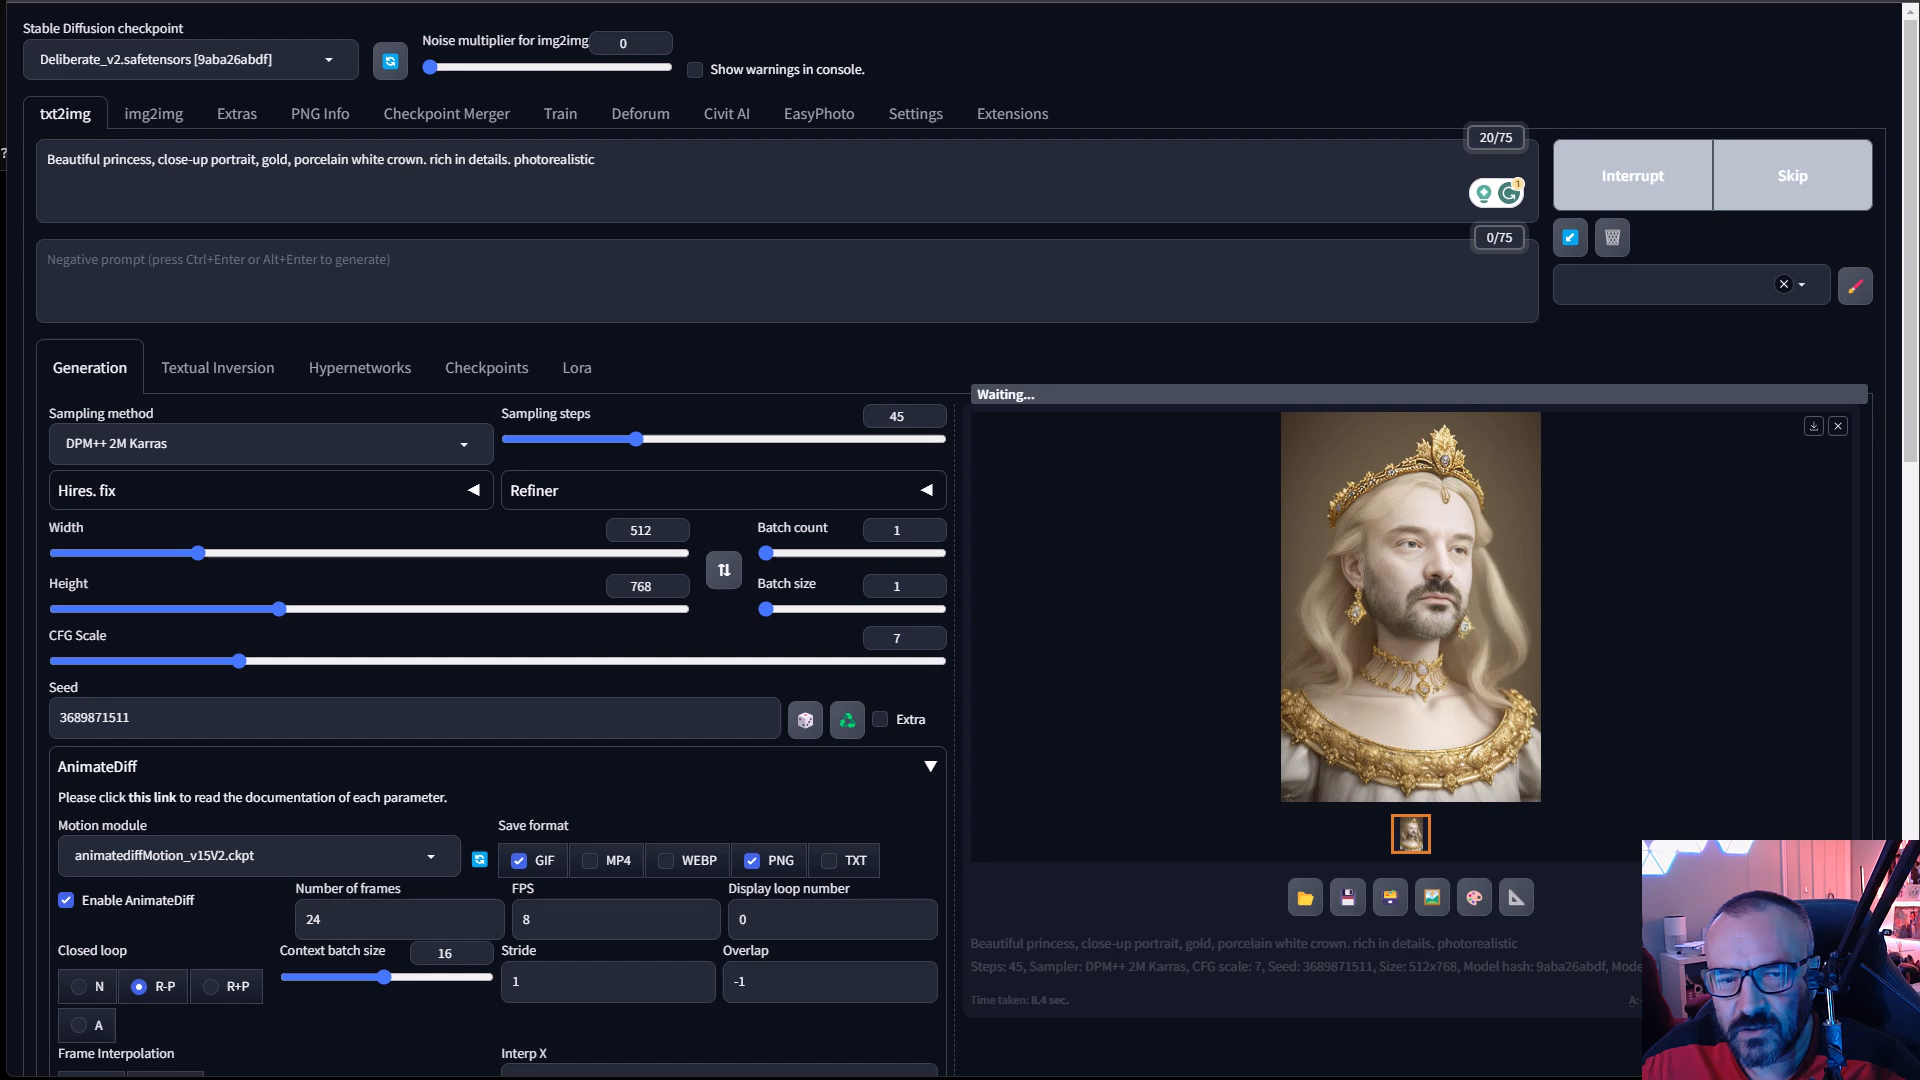 Stable Diffusion checkpoint
Deliberate_v2.safetensors [9aba26abdf]
Noise multiplier for img2img
0
Show warnings in console.
txt2img
img2img
Extras
PNG Info
Checkpoint Merger
Train
Deforum
Civit AI
EasyPhoto
Settings
Extensions
?
20/75
Beautiful princess, close-up portrait, gold, porcelain white crown. rich in details. photorealistic
1
Interrupt
Skip
0/75
Negative prompt (press Ctrl+Enter or Alt+Enter to generate)
Generation
Textual Inversion
Hypernetworks
Checkpoints
Lora
Sampling method
DPM++ 2M Karras
Sampling steps
45
Hires. fix
Refiner
Width
512
Height
768
Batch count
1
Batch size
1
CFG Scale
7
Seed
3689871511
Extra
AnimateDiff
Please click this link to read the documentation of each parameter.
Motion module
animatediffMotion_v15V2.ckpt
Save format
GIF
MP4
WEBP
PNG
TXT
Enable AnimateDiff
Number of frames
24
FPS
8
Display loop number
0
Closed loop
N
R-P
R+P
A
Context batch size
16
Stride
1
Overlap
-1
Frame Interpolation
Interp X
Waiting...
Beautiful princess, close-up portrait, gold, porcelain white crown. rich in details. photorealistic
Steps: 45, Sampler: DPM++ 2M Karras, CFG scale: 7, Seed: 3689871511, Size: 512x768, Model hash: 9aba26abdf, Mode
Time taken: 8.4 sec.
A: